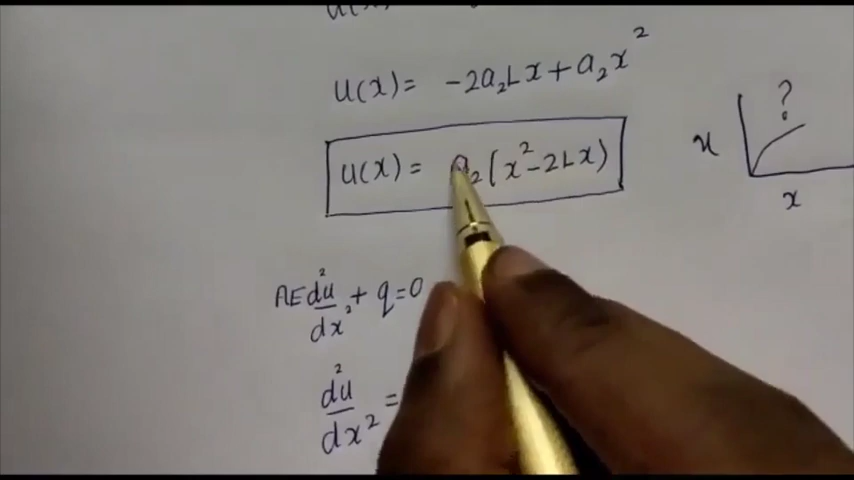 u(x) = -2a₂Lx + a₂x²
u(x) = a₂(x² - 2Lx)
?
u
x
AE d²u/dx² + q = 0
d²u/dx² =